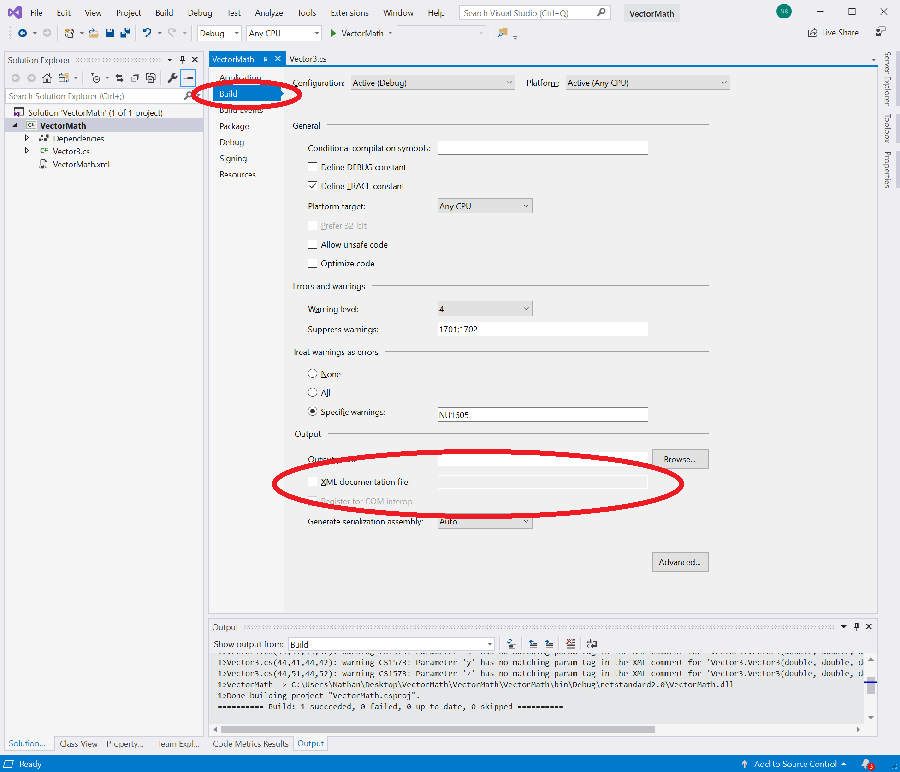 File Edit View Project Build Debug Test Analyze Tools Extensions Window Help Search Visual Studio (Ctrl+Q) VectorMath
Debug Any CPU VectorMath Live Share
Solution Explorer
Search Solution Explorer (Ctrl+;)
Solution 'VectorMath' (1 of 1 project)
VectorMath
Dependencies
Vector3.cs
VectorMath.xml
VectorMath Vector3.cs
Application
Build
Build Events
Package
Debug
Signing
Resources
Configuration: Active (Debug) Platform: Active (Any CPU)
General
Conditional compilation symbols:
Define DEBUG constant
Define TRACE constant
Platform target: Any CPU
Prefer 32-bit
Allow unsafe code
Optimize code
Errors and warnings
Warning level: 4
Suppress warnings: 1701;1702
Treat warnings as errors
None
All
Specific warnings: NU1605
Output
Output Browse...
XML documentation file
Register for COM interop
Generate serialization assembly: Auto
Advanced...
Server Explorer
Toolbox
Properties
Output
Show output from: Build
1>Vector3.cs(44,41,44,42): warning CS1573: Parameter 'y' has no matching param tag in the XML comment for 'Vector3.Vector3(double, double, d
1>Vector3.cs(44,51,44,52): warning CS1573: Parameter 'z' has no matching param tag in the XML comment for 'Vector3.Vector3(double, double, d
1>VectorMath -> C:\Users\Nathan\Desktop\VectorMath\VectorMath\VectorMath\bin\Debug\netstandard2.0\VectorMath.dll
1>Done building project "VectorMath.csproj".
========== Build: 1 succeeded, 0 failed, 0 up-to-date, 0 skipped ==========
Solution... Class View Property... Team Expl... Code Metrics Results Output
Ready Add to Source Control 3